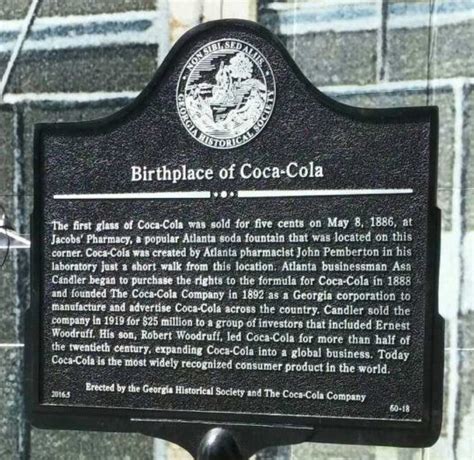 NON SIBI, SED ALIIS.
GEORGIA HISTORICAL SOCIETY
Birthplace of Coca-Cola
The first glass of Coca-Cola was sold for five cents on May 8, 1886, at
Jacobs' Pharmacy, a popular Atlanta soda fountain that was located on this
corner. Coca-Cola was created by Atlanta pharmacist John Pemberton in his
laboratory just a short walk from this location. Atlanta businessman Asa
Candler began to purchase the rights to the formula for Coca-Cola in 1888
and founded The Coca-Cola Company in 1892 as a Georgia corporation to
manufacture and advertise Coca-Cola across the country. Candler sold the
company in 1919 for $25 million to a group of investors that included Ernest
Woodruff. His son, Robert Woodruff, led Coca-Cola for more than half of
the twentieth century, expanding Coca-Cola into a global business. Today
Coca-Cola is the most widely recognized consumer product in the world.
Erected by the Georgia Historical Society and The Coca-Cola Company
2016.5
60-18